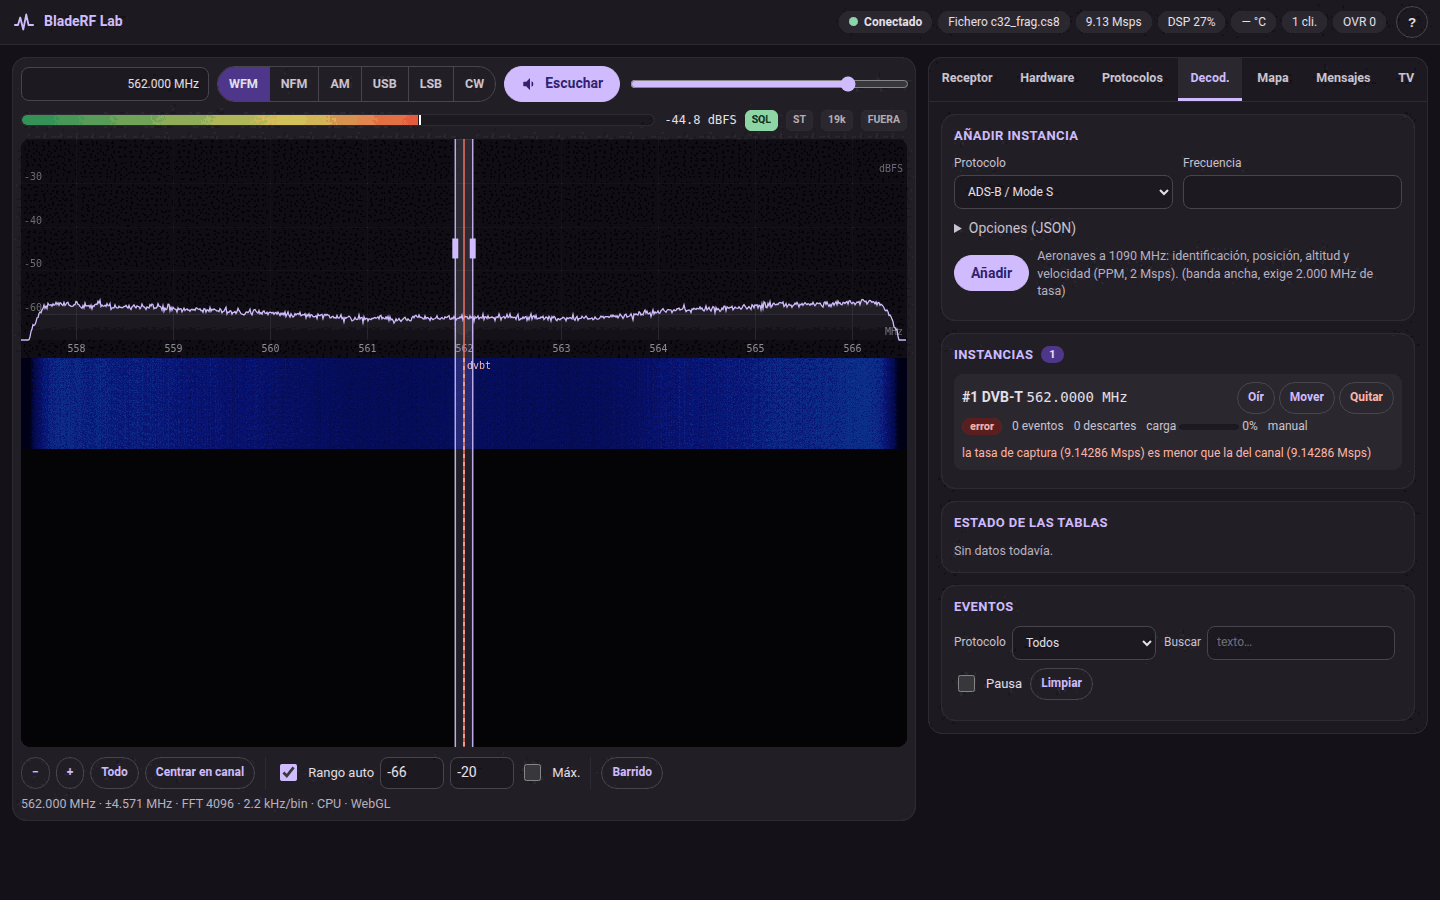 BladeRF Lab
Conectado
Fichero c32_frag.cs8
9.13 Msps
DSP 27%
— °C
1 cli.
OVR 0
?
562.000 MHz
WFM
NFM
AM
USB
LSB
CW
Escuchar
-44.8 dBFS
SQL
ST
19k
FUERA
dBFS
-30
-40
-50
-60
MHz
558
559
560
561
562
563
564
565
566
dvbt
−
+
Todo
Centrar en canal
Rango auto
-66
-20
Máx.
Barrido
562.000 MHz · ±4.571 MHz · FFT 4096 · 2.2 kHz/bin · CPU · WebGL
Receptor
Hardware
Protocolos
Decod.
Mapa
Mensajes
TV
AÑADIR INSTANCIA
Protocolo
Frecuencia
ADS-B / Mode S
Opciones (JSON)
Añadir
Aeronaves a 1090 MHz: identificación, posición, altitud y
velocidad (PPM, 2 Msps). (banda ancha, exige 2.000 MHz de
tasa)
INSTANCIAS 1
#1 DVB-T 562.0000 MHz
Oír
Mover
Quitar
error
0 eventos
0 descartes
carga
0%
manual
la tasa de captura (9.14286 Msps) es menor que la del canal (9.14286 Msps)
ESTADO DE LAS TABLAS
Sin datos todavía.
EVENTOS
Protocolo
Todos
Buscar
texto...
Pausa
Limpiar